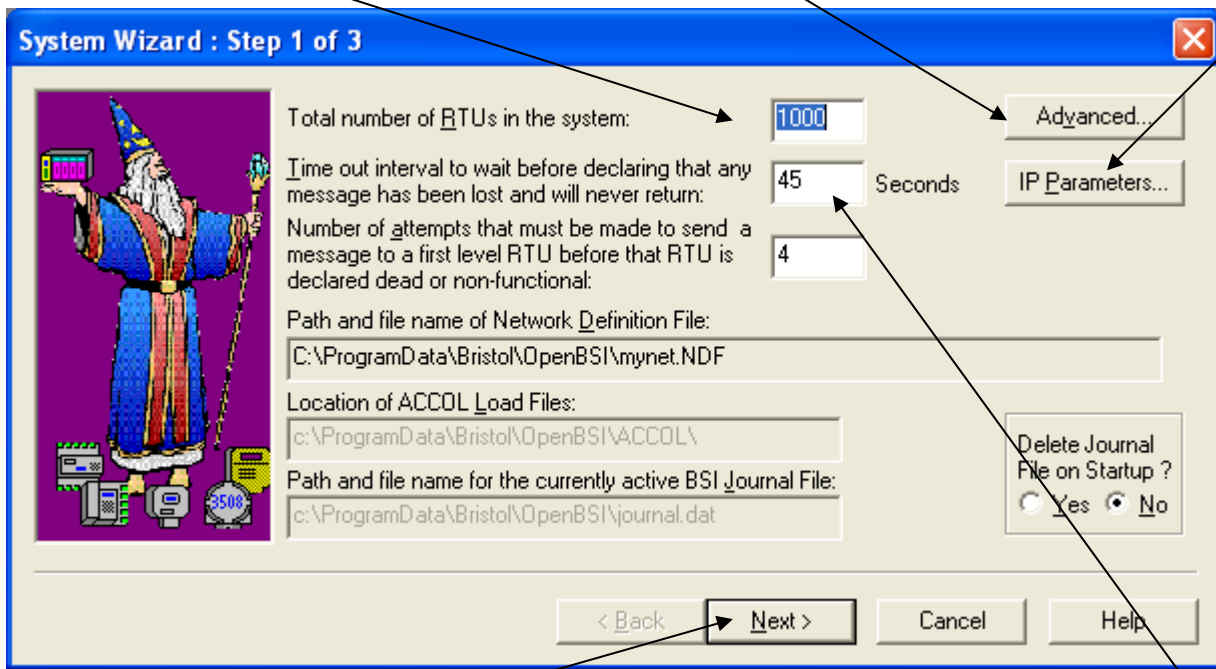 System Wizard : Step 1 of 3
Total number of RTUs in the system:
1000
Advanced...
Time out interval to wait before declaring that any
message has been lost and will never return:
45
Seconds
IP Parameters...
Number of attempts that must be made to send a
message to a first level RTU before that RTU is
declared dead or non-functional:
4
Path and file name of Network Definition File:
C:\ProgramData\Bristol\OpenBSI\mynet.NDF
Location of ACCOL Load Files:
c:\ProgramData\Bristol\OpenBSI\ACCOL\
Path and file name for the currently active BSI Journal File:
c:\ProgramData\Bristol\OpenBSI\journal.dat
Delete Journal
File on Startup ?
Yes No
3508
< Back
Next >
Cancel
Help